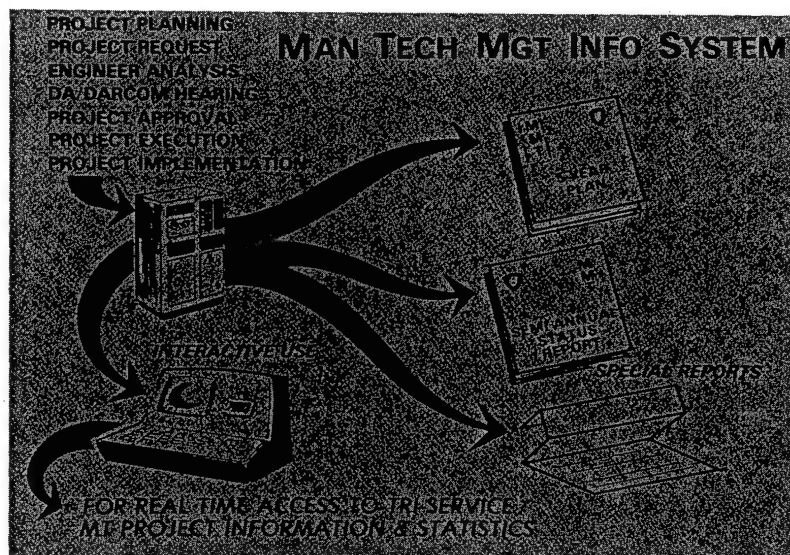 PROJECT PLANNING
PROJECT REQUEST
ENGINEER ANALYSIS
DA/DARCOM HEARING
PROJECT APPROVAL
PROJECT EXECUTION
PROJECT IMPLEMENTATION
MAN TECH MGT INFO SYSTEM
PLAN
SEMIANNUAL
STATUS
REPORT
INTERACTIVE USE
SPECIAL REPORTS
FOR REAL TIME ACCESS TO TRI-SERVICE
MT PROJECT INFORMATION & STATISTICS